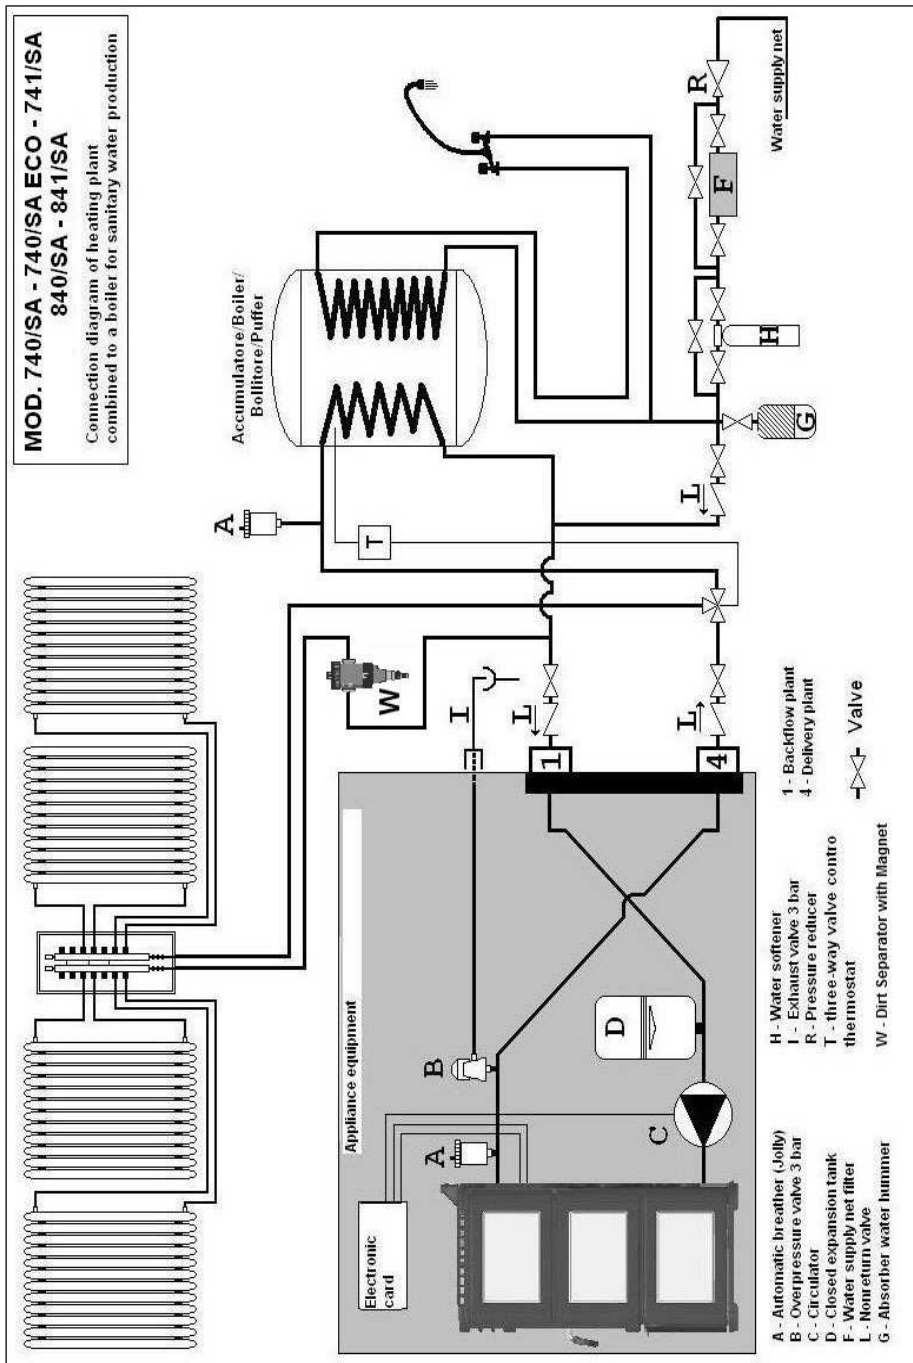 MOD. 740/SA - 740/SA ECO - 741/SA
840/SA - 841/SA
Connection diagram of heating plant
combined to a boiler for sanitary water production
Accumulatore/Boiler/
Bollitore/Puffer
A
T
W
I
L
L
L
1
4
R
F
H
G
Water supply net
Appliance equipment
Electronic
card
A
B
C
D
A - Automatic breather (Jolly)
B - Overpressure valve 3 bar
C - Circulator
D - Closed expansion tank
F - Water supply net filter
L - Nonreturn valve
G - Absorber water hummer
H - Water softener
I - Exhaust valve 3 bar
R - Pressure reducer
T - three-way valve contro
thermostat
W - Dirt Separator with Magnet
1 - Backflow plant
4 - Delivery plant
Valve